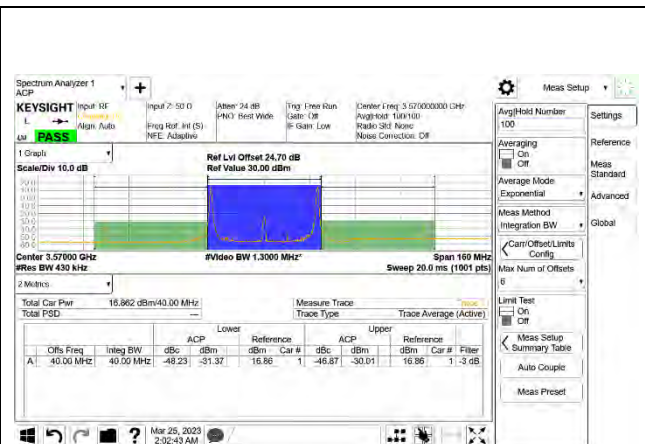 Spectrum Analyzer 1
ACP
Meas Setup
KEYSIGHT Input: RF
L
Align: Auto
LM PASS
Input Z: 50 Ω
Freq Ref: Int (S)
NFE: Adaptive
Atten: 24 dB
PNO: Best Wide
Trig: Free Run
Gate: Off
IF Gain: Low
Center Freq: 3.570000000 GHz
Avg|Hold: 100/100
Radio Std: None
Noise Correction: Off
1 Graph
Scale/Div 10.0 dB
Ref Lvl Offset 24.70 dB
Ref Value 30.00 dBm
Center 3.57000 GHz
#Res BW 430 kHz
#Video BW 1.3000 MHz*
Span 160 MHz
Sweep 20.0 ms (1001 pts)
2 Metrics
Total Car Pwr 16.862 dBm/40.00 MHz
Total PSD ---
Measure Trace
Trace Type Trace Average (Active)
Lower Upper
ACP Reference ACP Reference
Offs Freq Integ BW dBc dBm dBm Car # dBc dBm dBm Car # Filter
A 40.00 MHz 40.00 MHz -48.23 -31.37 16.86 1 -46.87 -30.01 16.86 1 -3 dB
Mar 25, 2023
2:02:43 AM
Avg|Hold Number
100
Averaging
On
Off
Average Mode
Exponential
Meas Method
Integration BW
Carr/Offset/Limits
Config
Max Num of Offsets
6
Limit Test
On
Off
Meas Setup
Summary Table
Auto Couple
Meas Preset
Settings
Reference
Meas
Standard
Advanced
Global